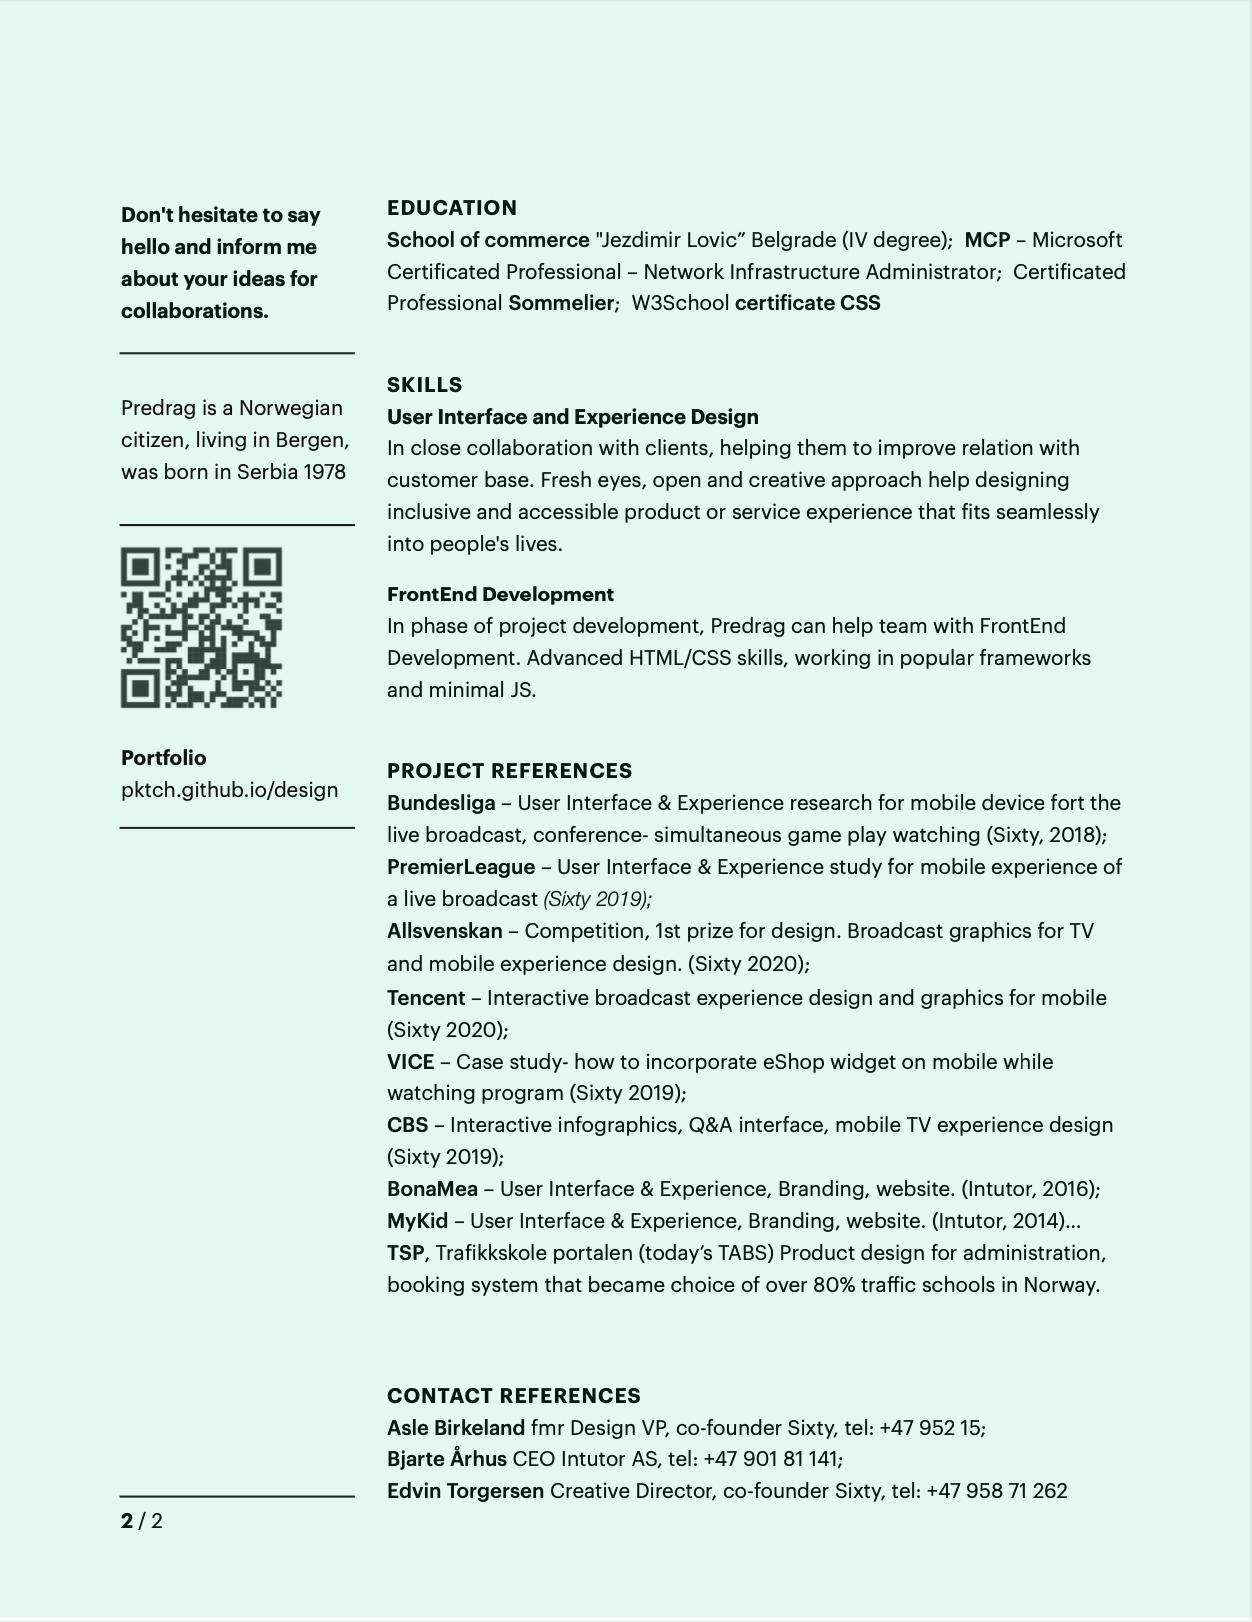 Don't hesitate to say
hello and inform me
about your ideas for
collaborations.
Predrag is a Norwegian
citizen, living in Bergen,
was born in Serbia 1978
Portfolio
pktch.github.io/design
EDUCATION
School of commerce "Jezdimir Lovic” Belgrade (IV degree);  MCP – Microsoft
Certificated Professional – Network Infrastructure Administrator;  Certificated
Professional Sommelier;  W3School certificate CSS
SKILLS
User Interface and Experience Design
In close collaboration with clients, helping them to improve relation with
customer base. Fresh eyes, open and creative approach help designing
inclusive and accessible product or service experience that fits seamlessly
into people's lives.
FrontEnd Development
In phase of project development, Predrag can help team with FrontEnd
Development. Advanced HTML/CSS skills, working in popular frameworks
and minimal JS.
PROJECT REFERENCES
Bundesliga – User Interface & Experience research for mobile device fort the
live broadcast, conference- simultaneous game play watching (Sixty, 2018);
PremierLeague – User Interface & Experience study for mobile experience of
a live broadcast (Sixty 2019);
Allsvenskan – Competition, 1st prize for design. Broadcast graphics for TV
and mobile experience design. (Sixty 2020);
Tencent – Interactive broadcast experience design and graphics for mobile
(Sixty 2020);
VICE – Case study- how to incorporate eShop widget on mobile while
watching program (Sixty 2019);
CBS – Interactive infographics, Q&A interface, mobile TV experience design
(Sixty 2019);
BonaMea – User Interface & Experience, Branding, website. (Intutor, 2016);
MyKid – User Interface & Experience, Branding, website. (Intutor, 2014)...
TSP, Trafikkskole portalen (today’s TABS) Product design for administration,
booking system that became choice of over 80% traffic schools in Norway.
CONTACT REFERENCES
Asle Birkeland fmr Design VP, co-founder Sixty, tel: +47 952 15;
Bjarte Århus CEO Intutor AS, tel: +47 901 81 141;
Edvin Torgersen Creative Director, co-founder Sixty, tel: +47 958 71 262
2 / 2